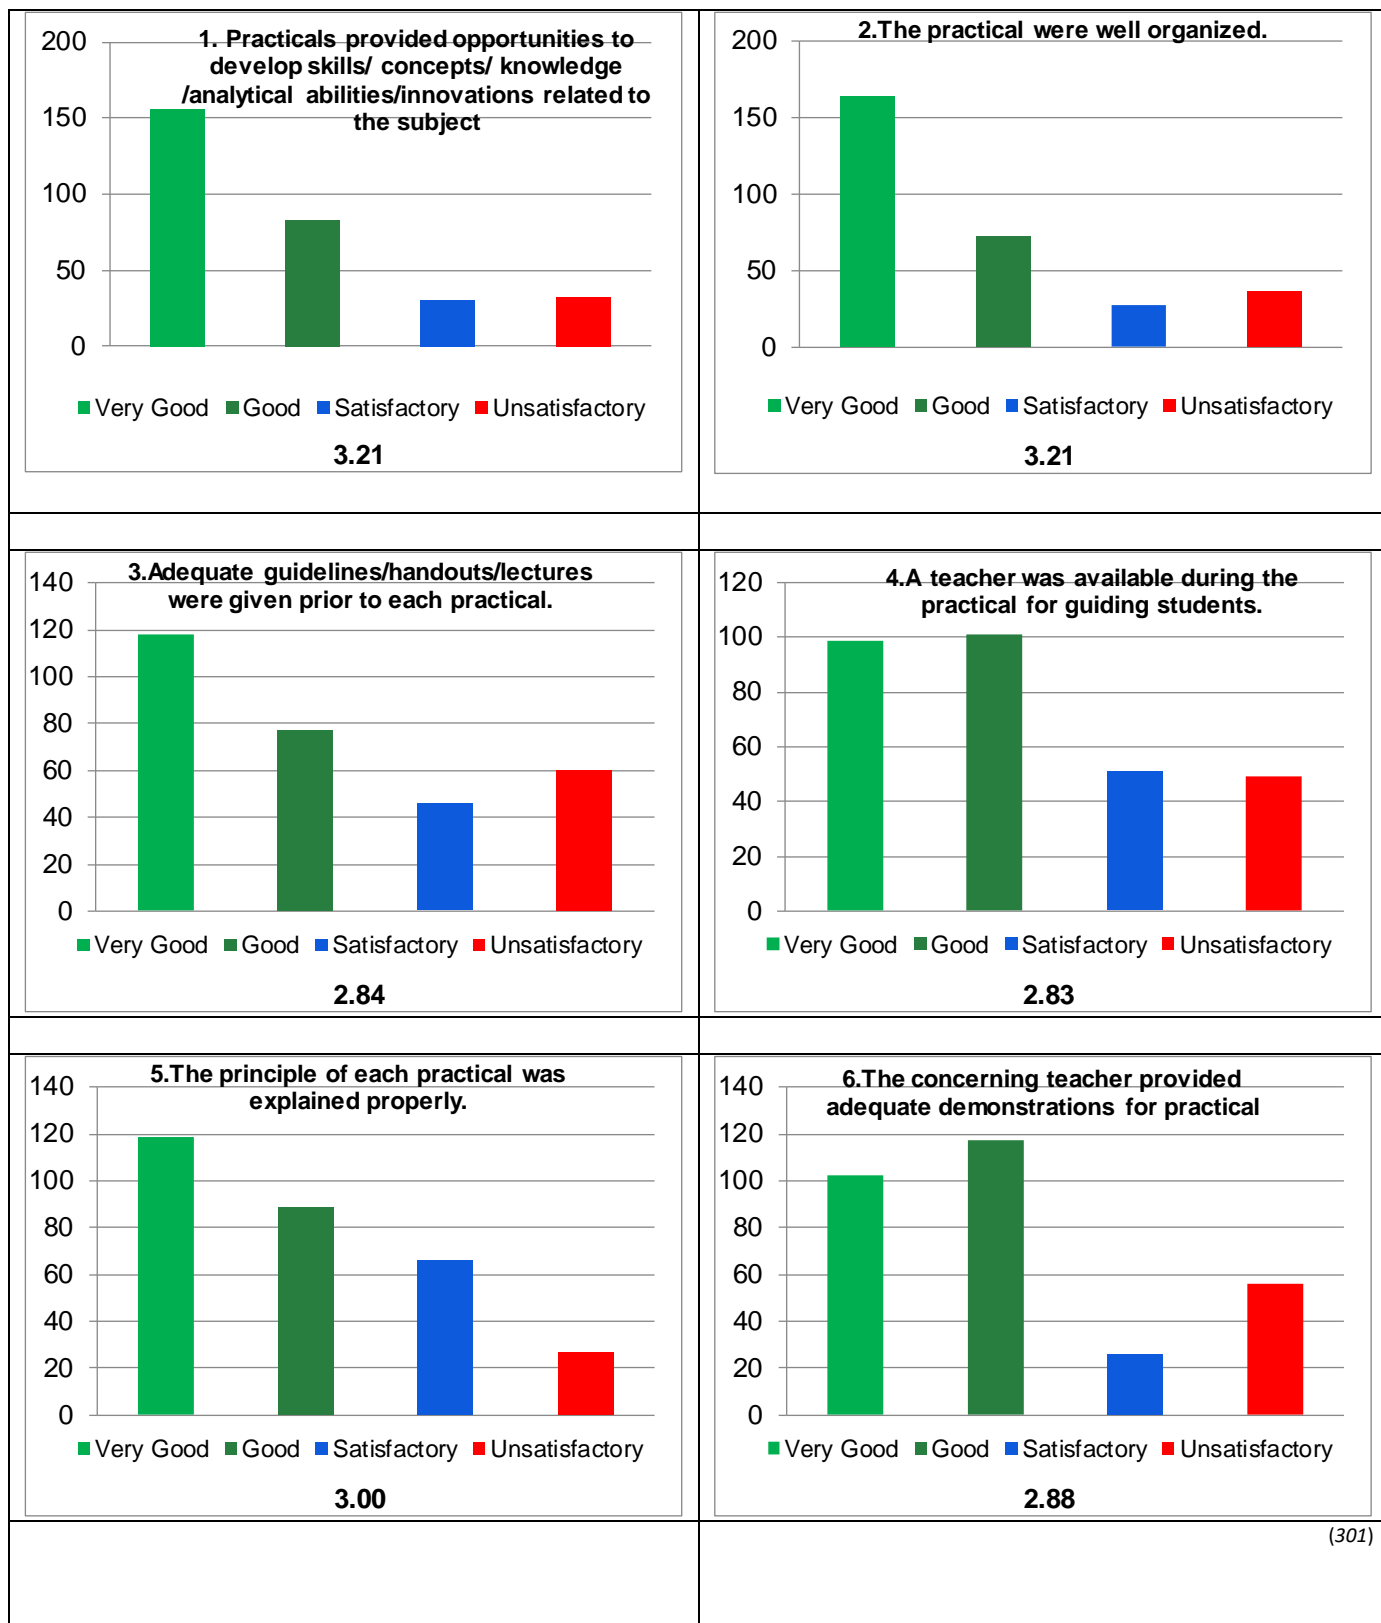 1. Practicals provided opportunities to
develop skills/ concepts/ knowledge
/analytical abilities/innovations related to
the subject
200
150
100
50
0
Very Good Good Satisfactory Unsatisfactory
3.21
2.The practical were well organized.
200
150
100
50
0
Very Good Good Satisfactory Unsatisfactory
3.21
3.Adequate guidelines/handouts/lectures
were given prior to each practical.
140
120
100
80
60
40
20
0
Very Good Good Satisfactory Unsatisfactory
2.84
4.A teacher was available during the
practical for guiding students.
120
100
80
60
40
20
0
Very Good Good Satisfactory Unsatisfactory
2.83
5.The principle of each practical was
explained properly.
140
120
100
80
60
40
20
0
Very Good Good Satisfactory Unsatisfactory
3.00
6.The concerning teacher provided
adequate demonstrations for practical
140
120
100
80
60
40
20
0
Very Good Good Satisfactory Unsatisfactory
2.88
(301)